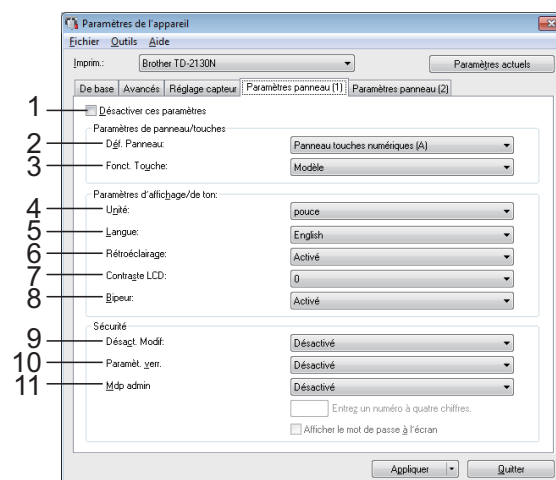 Paramètres de l'appareil
Fichier Outils Aide
Imprim.: Brother TD-2130N Paramètres actuels
De base Avancés Réglage capteur Paramètres panneau (1) Paramètres panneau (2)
1 Désactiver ces paramètres
Paramètres de panneau/touches
2 Déf. Panneau: Panneau touches numériques (A)
3 Fonct. Touche: Modèle
Paramètres d'affichage/de ton:
4 Unité: pouce
5 Langue: English
6 Rétroéclairage: Activé
7 Contraste LCD: 0
8 Bipeur: Activé
Sécurité
9 Désact. Modif: Désactivé
10 Paramèt. verr. Désactivé
11 Mdp admin Désactivé
Entrez un numéro à quatre chiffres.
Afficher le mot de passe à l'écran
Appliquer Quitter